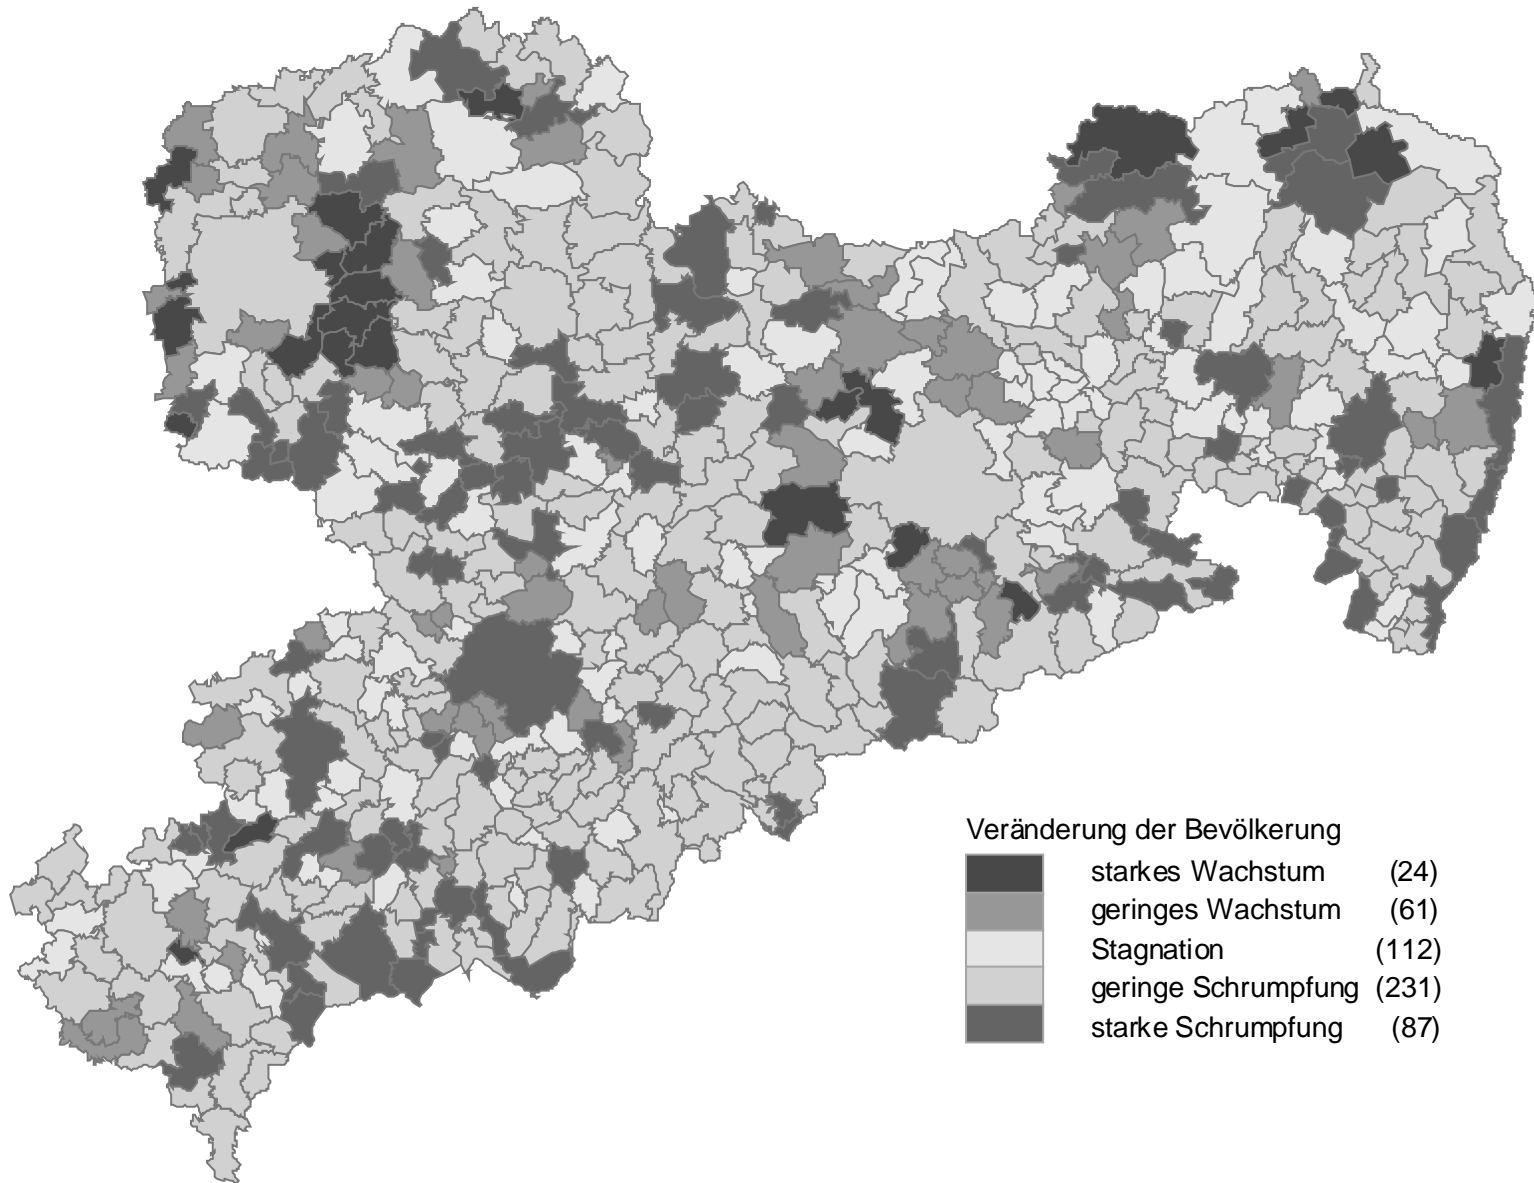 Veränderung der Bevölkerung
starkes Wachstum (24)
geringes Wachstum (61)
Stagnation (112)
geringe Schrumpfung (231)
starke Schrumpfung (87)